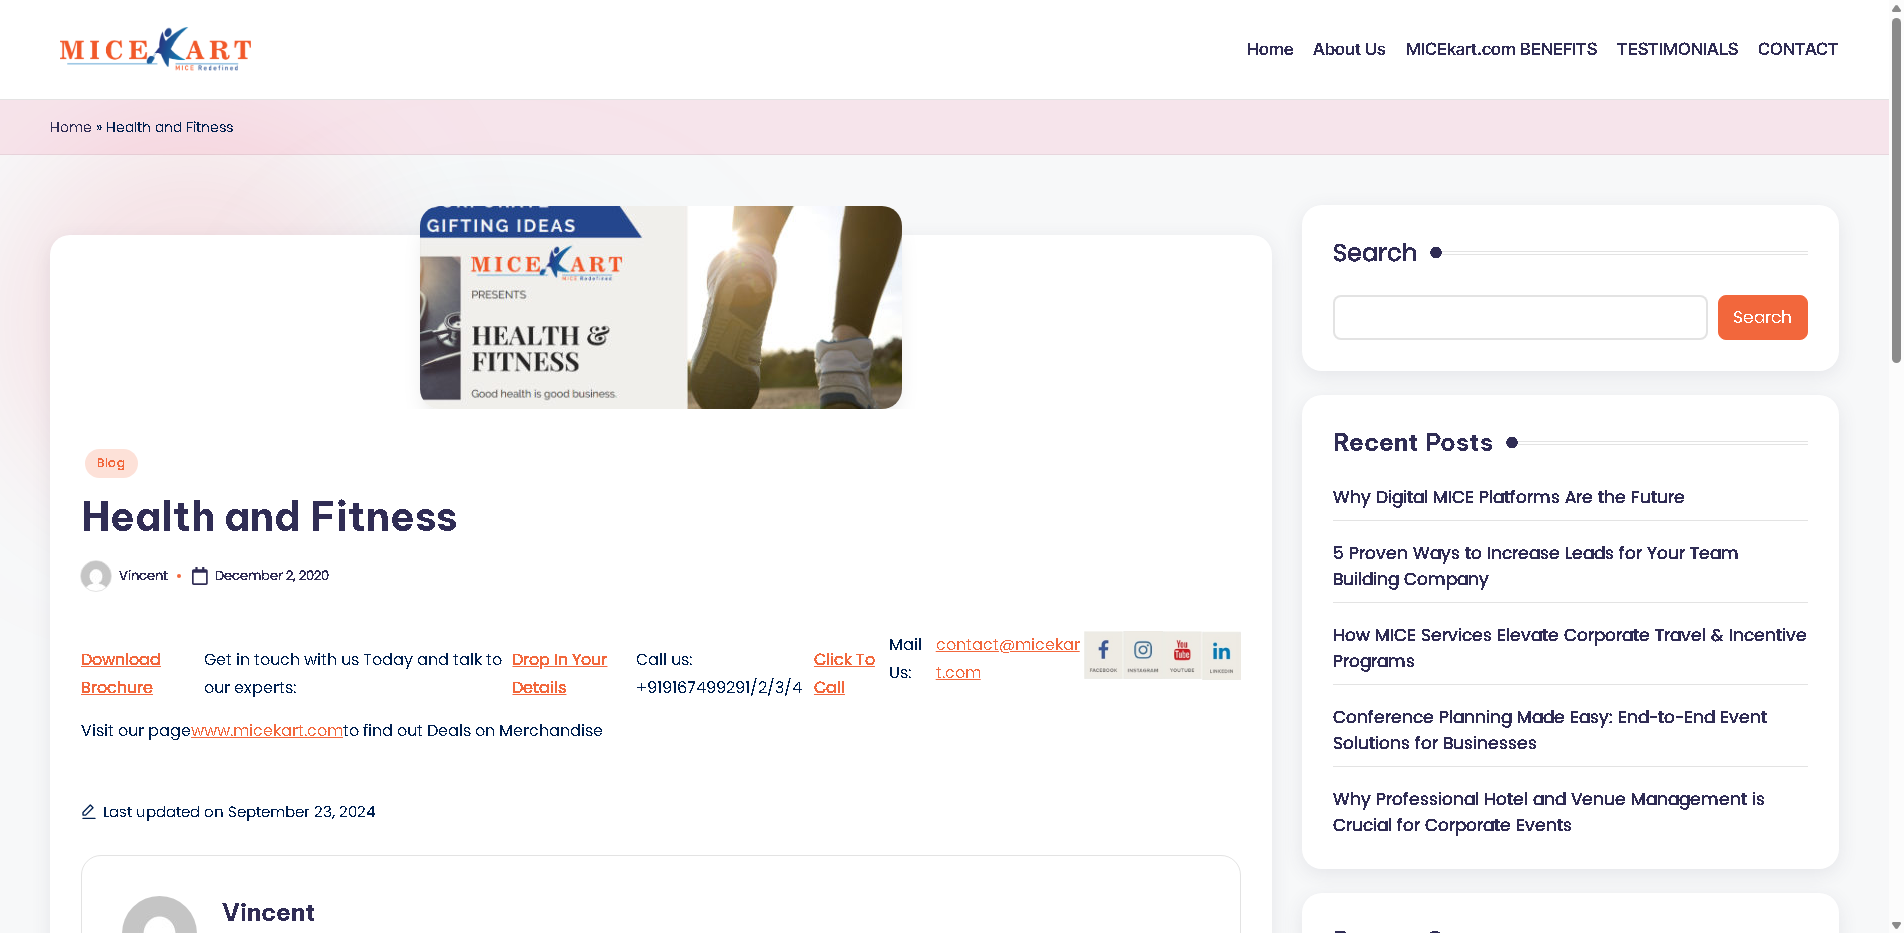 MICEKART
MICE Redefined
Home About Us MICEkart.com BENEFITS TESTIMONIALS CONTACT
Home » Health and Fitness
GIFTING IDEAS
MICEKART
MICE Redefined
PRESENTS
HEALTH &
FITNESS
Good health is good business.
Blog
Health and Fitness
Vincent • December 2, 2020
Download
Brochure
Get in touch with us Today and talk to
our experts:
Drop In Your
Details
Call us:
+919167499291/2/3/4
Click To
Call
Mail
Us:
contact@micekar
t.com
FACEBOOK INSTAGRAM YOUTUBE LINKEDIN
Visit our pagewww.micekart.comto find out Deals on Merchandise
Last updated on September 23, 2024
Vincent
Search
Search
Recent Posts
Why Digital MICE Platforms Are the Future
5 Proven Ways to Increase Leads for Your Team
Building Company
How MICE Services Elevate Corporate Travel & Incentive
Programs
Conference Planning Made Easy: End-to-End Event
Solutions for Businesses
Why Professional Hotel and Venue Management is
Crucial for Corporate Events